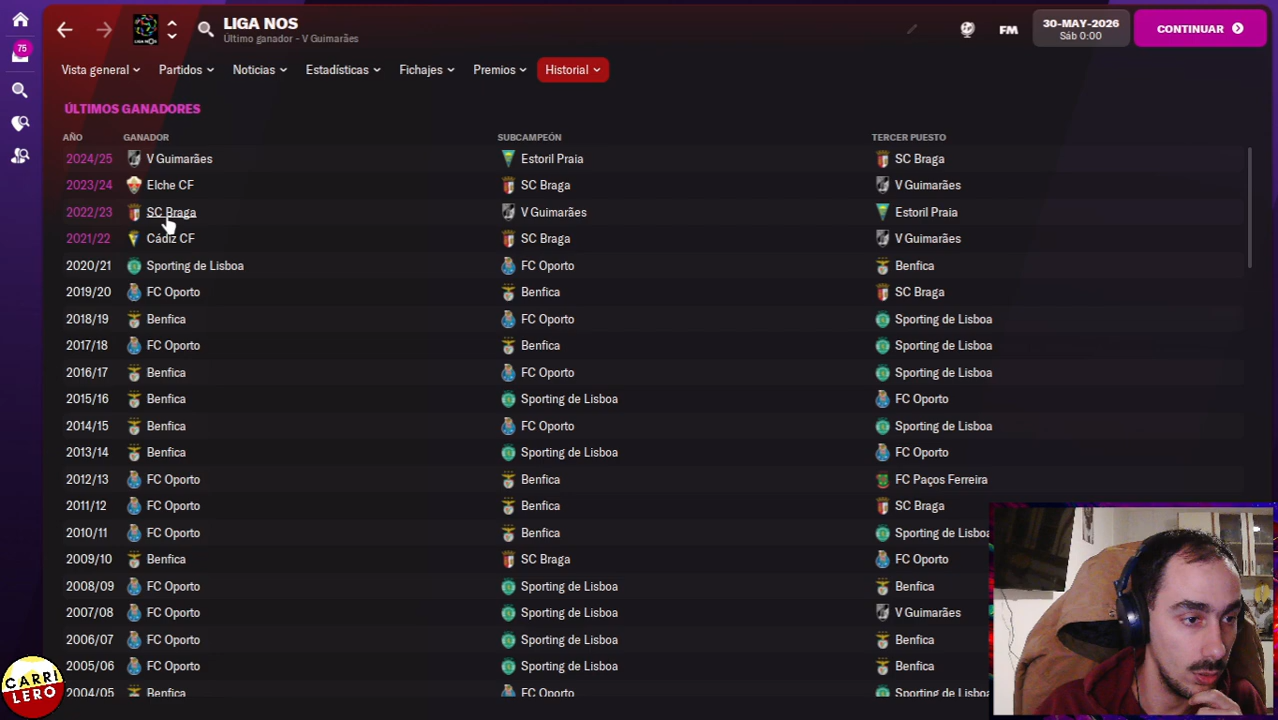 LIGA NOS
Último ganador - V Guimarães
FM
30-MAY-2026
Sáb 0:00
CONTINUAR
75
Vista general
Partidos
Noticias
Estadísticas
Fichajes
Premios
Historial
ÚLTIMOS GANADORES
AÑO GANADOR SUBCAMPEÓN TERCER PUESTO
2024/25 V Guimarães Estoril Praia SC Braga
2023/24 Elche CF SC Braga V Guimarães
2022/23 SC Braga V Guimarães Estoril Praia
2021/22 Cádiz CF SC Braga V Guimarães
2020/21 Sporting de Lisboa FC Oporto Benfica
2019/20 FC Oporto Benfica SC Braga
2018/19 Benfica FC Oporto Sporting de Lisboa
2017/18 FC Oporto Benfica Sporting de Lisboa
2016/17 Benfica FC Oporto Sporting de Lisboa
2015/16 Benfica Sporting de Lisboa FC Oporto
2014/15 Benfica FC Oporto Sporting de Lisboa
2013/14 Benfica Sporting de Lisboa FC Oporto
2012/13 FC Oporto Benfica FC Paços Ferreira
2011/12 FC Oporto Benfica SC Braga
2010/11 FC Oporto Benfica Sporting de Lisboa
2009/10 Benfica SC Braga FC Oporto
2008/09 FC Oporto Sporting de Lisboa Benfica
2007/08 FC Oporto Sporting de Lisboa V Guimarães
2006/07 FC Oporto Sporting de Lisboa Benfica
2005/06 FC Oporto Sporting de Lisboa Benfica
2004/05 Benfica FC Oporto Sporting de
CARRI
LERO